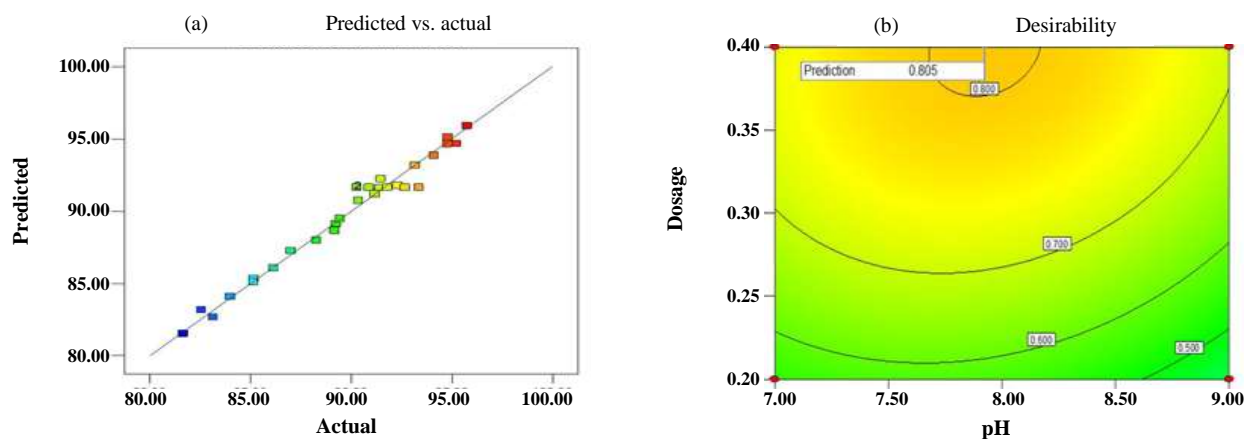 (a) Predicted vs. actual
100.00
95.00
90.00
85.00
80.00
Predicted
80.00 85.00 90.00 95.00 100.00
Actual
(b) Desirability
0.40
0.35
0.30
0.25
0.20
Dosage
Prediction 0.805
0.800
0.700
0.600
0.500
7.00 7.50 8.00 8.50 9.00
pH